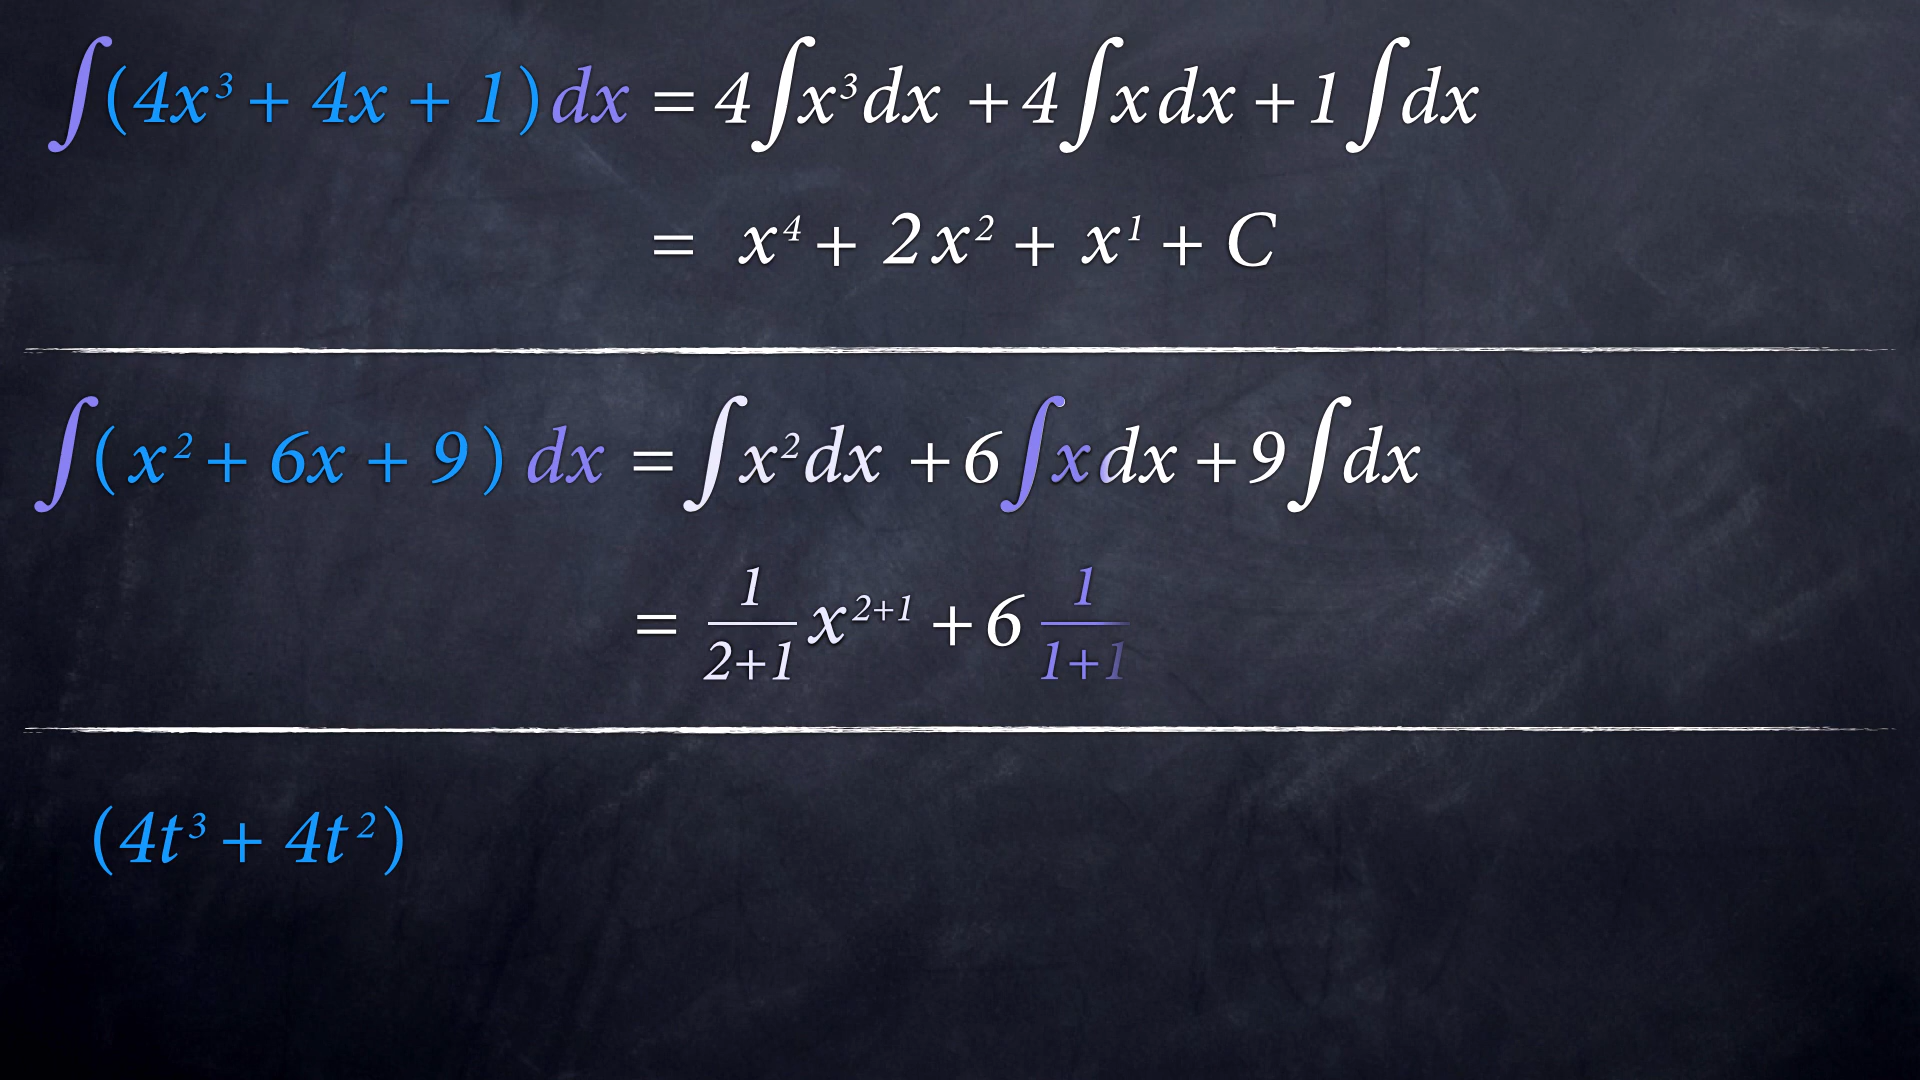 ∫(4x³ + 4x + 1) dx = 4∫x³dx + 4∫x dx + 1∫dx
= x⁴ + 2x² + x¹ + C
∫(x² + 6x + 9) dx = ∫x²dx + 6∫x dx + 9∫dx
= 1/(2+1) x²⁺¹ + 6 1/(1+1)
(4t³ + 4t²)